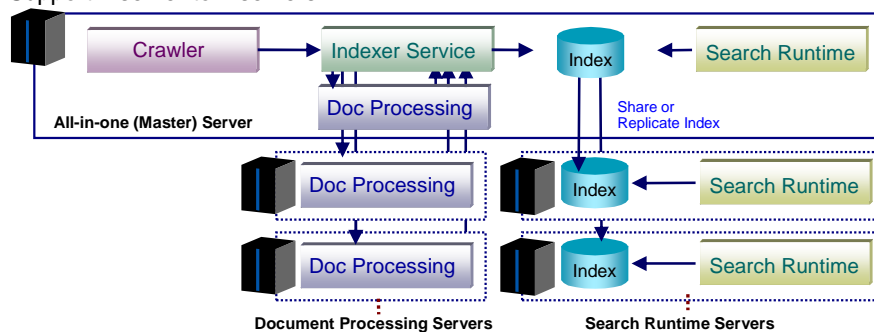 Crawler
Indexer Service
Index
Search Runtime
Doc Processing
Share or
Replicate Index
All-in-one (Master) Server
Doc Processing
Index
Search Runtime
Doc Processing
Index
Search Runtime
Document Processing Servers
Search Runtime Servers